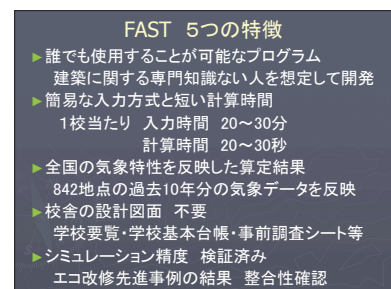 FAST ５つの特徴
►誰でも使用することが可能なプログラム
建築に関する専門知識ない人を想定して開発
►簡易な入力方式と短い計算時間
１校当たり 入力時間 20～30分
計算時間 20～30秒
►全国の気象特性を反映した算定結果
842地点の過去10年分の気象データを反映
►校舎の設計図面 不要
学校要覧・学校基本台帳・事前調査シート等
►シミュレーション精度 検証済み
エコ改修先進事例の結果 整合性確認